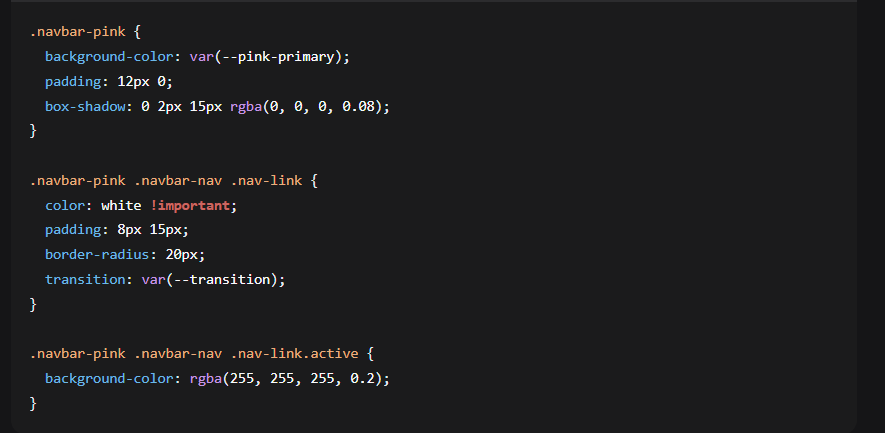 .navbar-pink {
  background-color: var(--pink-primary);
  padding: 12px 0;
  box-shadow: 0 2px 15px rgba(0, 0, 0, 0.08);
}

.navbar-pink .navbar-nav .nav-link {
  color: white !important;
  padding: 8px 15px;
  border-radius: 20px;
  transition: var(--transition);
}

.navbar-pink .navbar-nav .nav-link.active {
  background-color: rgba(255, 255, 255, 0.2);
}